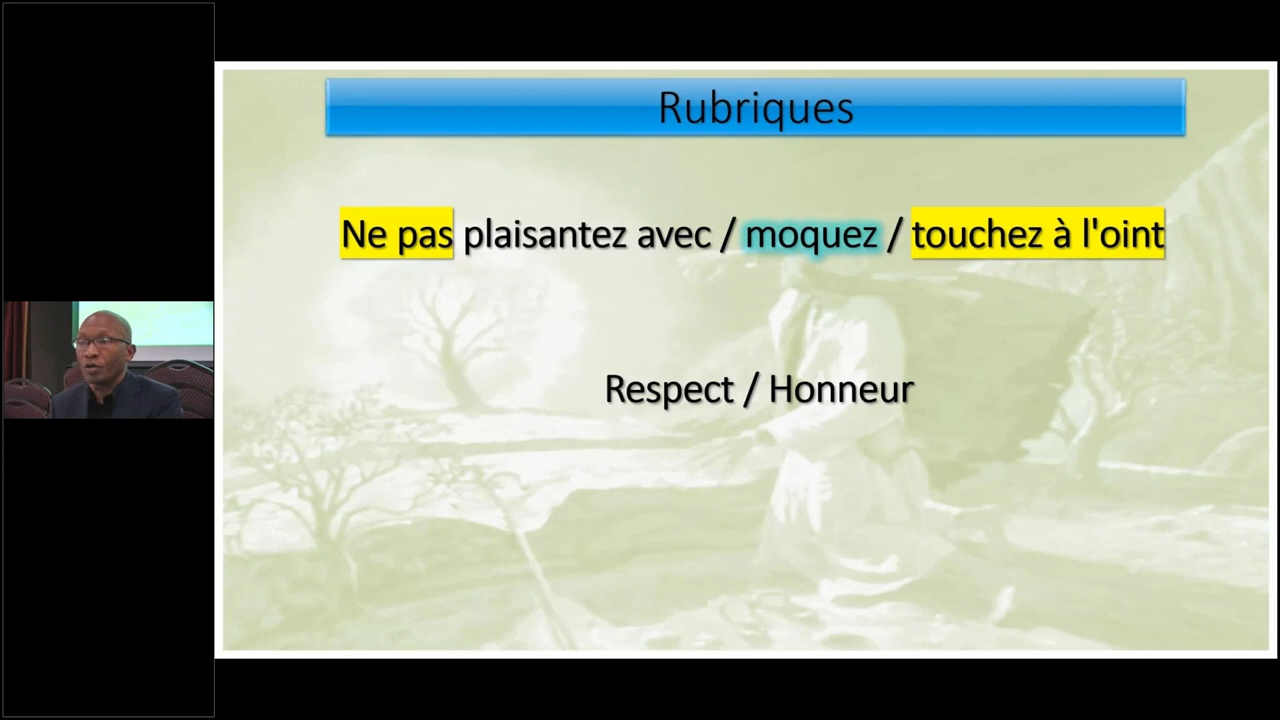 Rubriques
Ne pas plaisantez avec / moquez / touchez à l'oint
Respect / Honneur